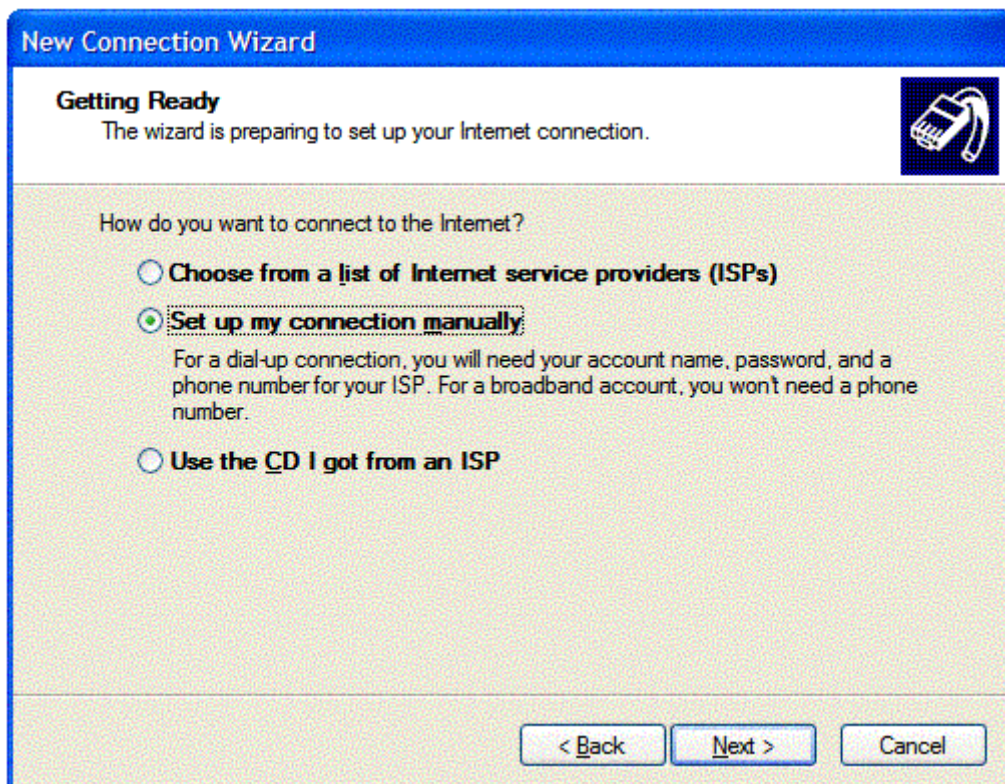 New Connection Wizard
Getting Ready
The wizard is preparing to set up your Internet connection.
How do you want to connect to the Internet?
Choose from a list of Internet service providers (ISPs)
Set up my connection manually
For a dial-up connection, you will need your account name, password, and a
phone number for your ISP. For a broadband account, you won't need a phone
number.
Use the CD I got from an ISP
< Back Next > Cancel